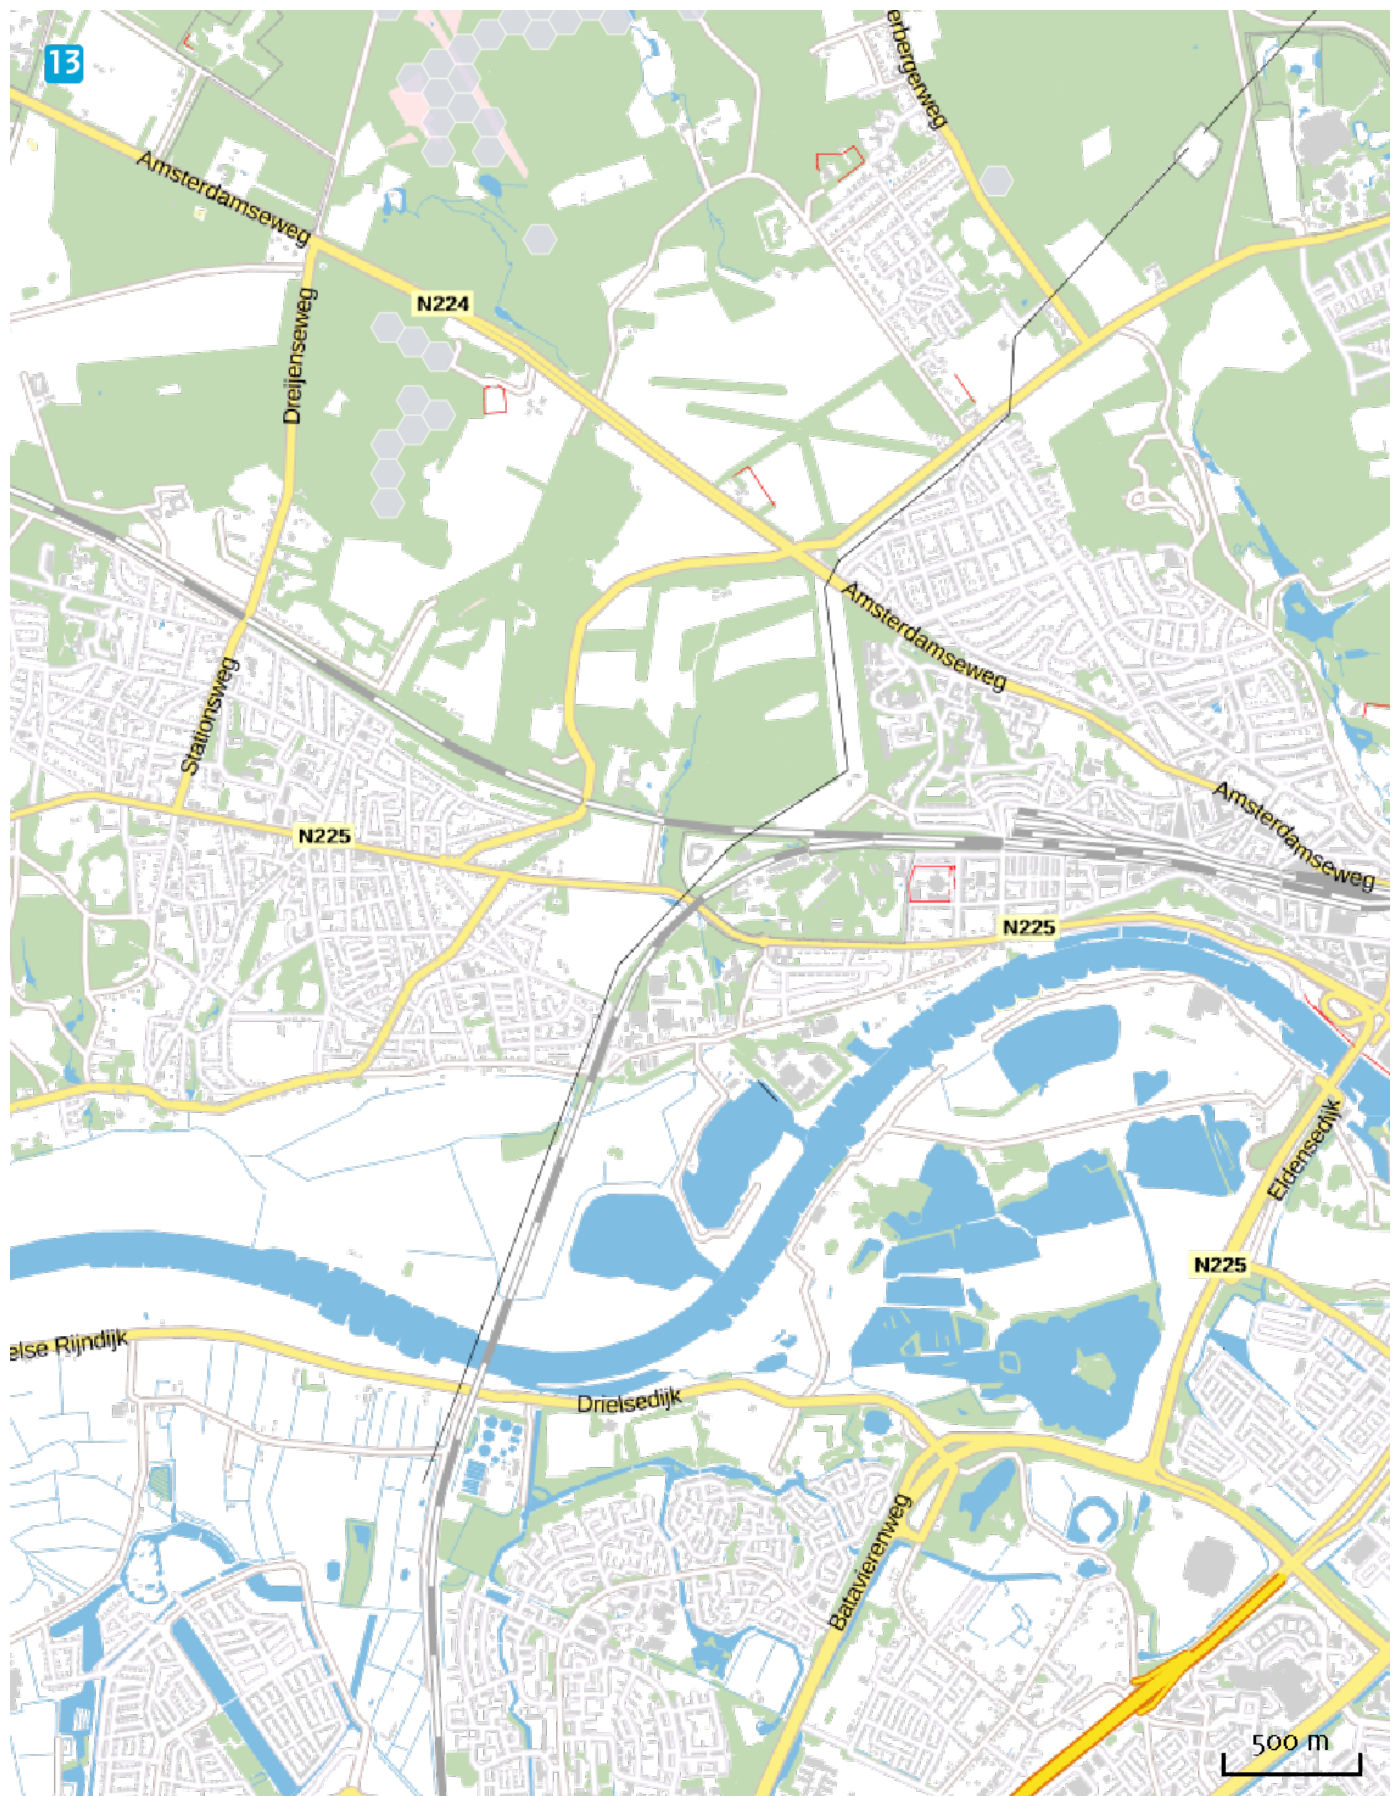 13
erbergerweg
Amsterdamseweg
N224
Dreijenseweg
Amsterdamseweg
Stationsweg
Amsterdamseweg
N225
N225
Eldensedijk
N225
else Rijndijk
Drielsedijk
Batavierenweg
500 m